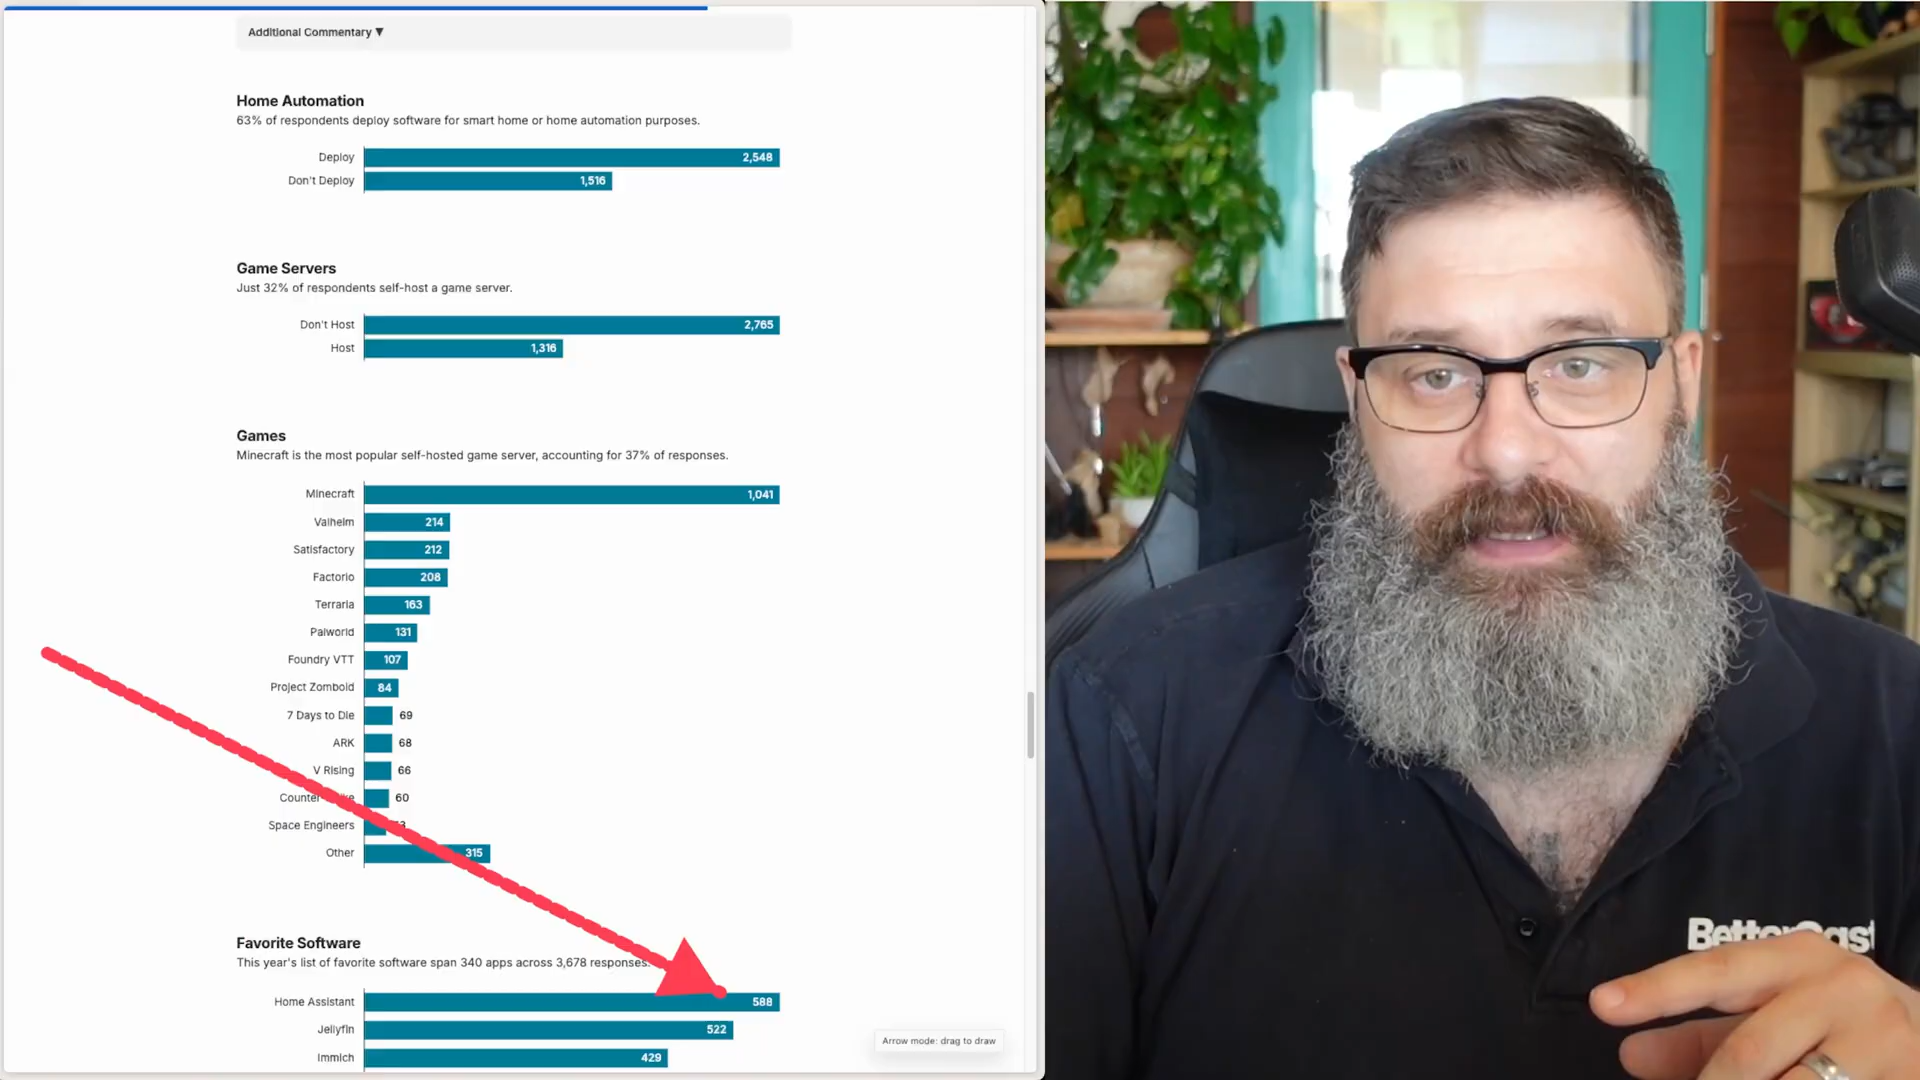 Additional Commentary ▼
Home Automation
63% of respondents deploy software for smart home or home automation purposes.
Deploy 2,548
Don't Deploy 1,516
Game Servers
Just 32% of respondents self-host a game server.
Don't Host 2,765
Host 1,316
Games
Minecraft is the most popular self-hosted game server, accounting for 37% of responses.
Minecraft 1,041
Valheim 214
Satisfactory 212
Factorio 208
Terraria 163
Palworld 131
Foundry VTT 107
Project Zomboid 84
7 Days to Die 69
ARK 68
V Rising 66
Counter 60
Space Engineers
Other 315
Favorite Software
This year's list of favorite software span 340 apps across 3,678 responses.
Home Assistant 588
Jellyfin 522
Immich 429
Arrow mode: drag to draw